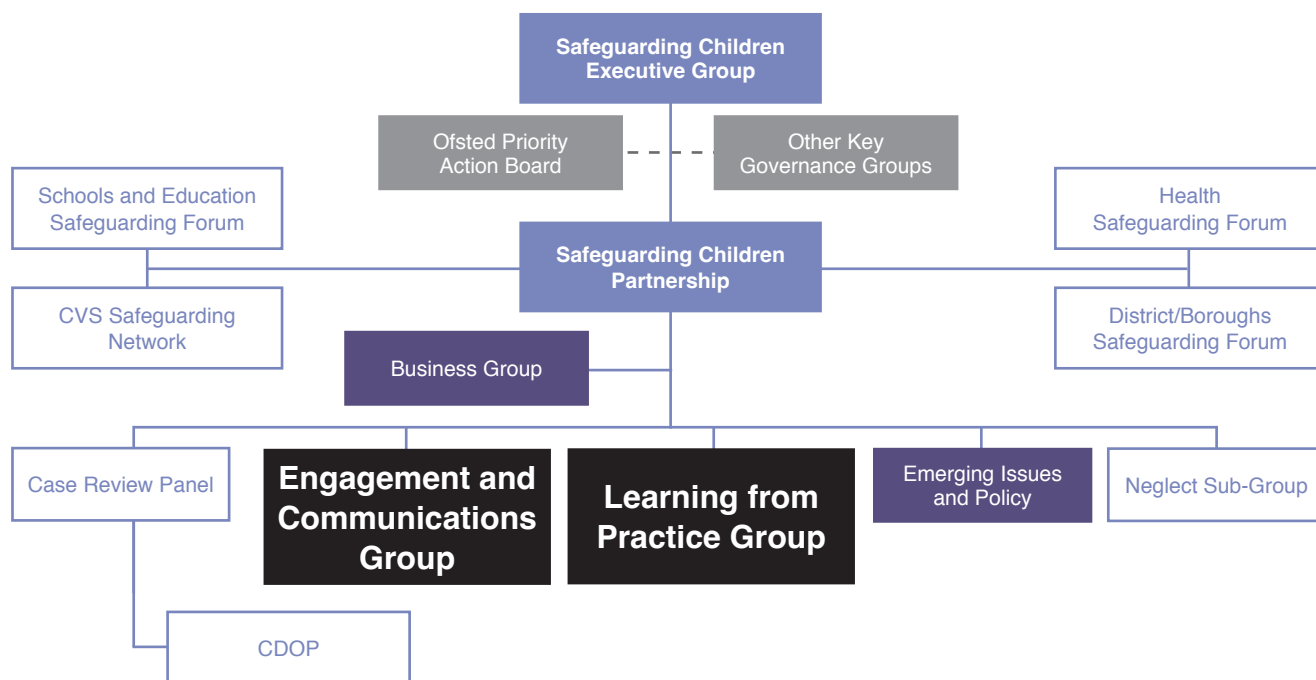 Safeguarding Children
Executive Group
Ofsted Priority
Action Board
Other Key
Governance Groups
Schools and Education
Safeguarding Forum
Health
Safeguarding Forum
Safeguarding Children
Partnership
CVS Safeguarding
Network
District/Boroughs
Safeguarding Forum
Business Group
Case Review Panel
Engagement and
Communications
Group
Learning from
Practice Group
Emerging Issues
and Policy
Neglect Sub-Group
CDOP